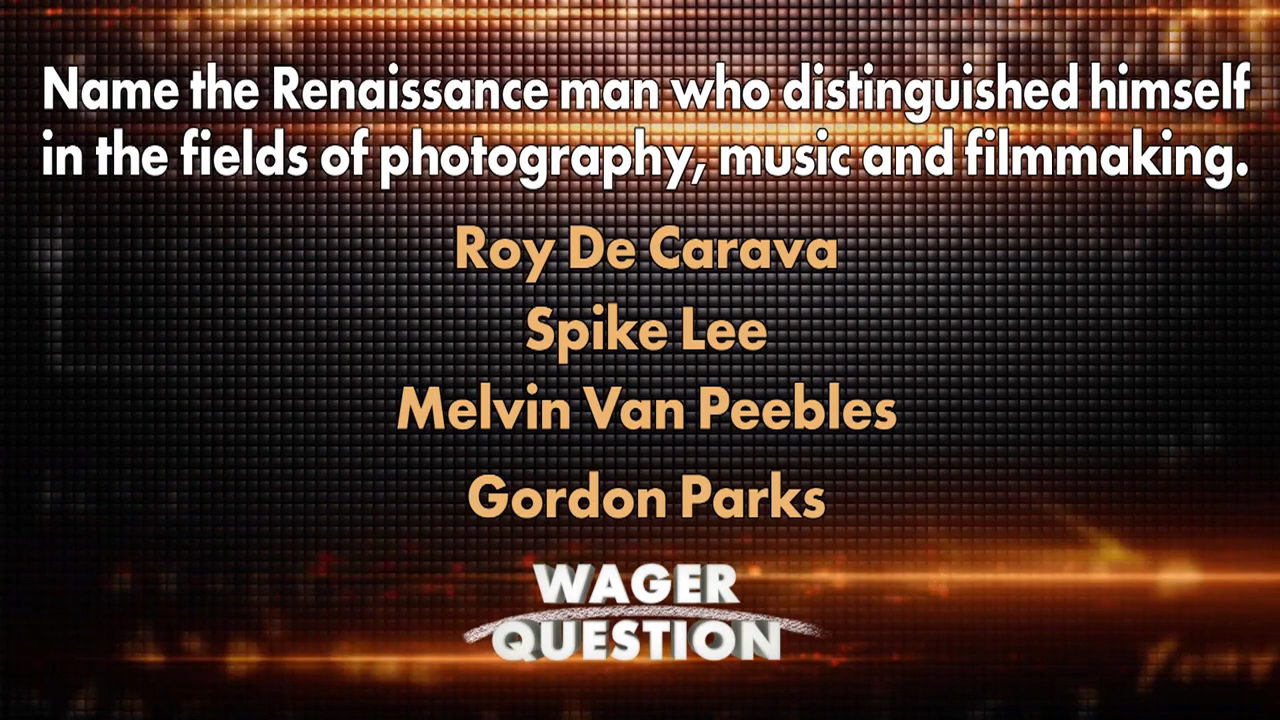 Name the Renaissance man who distinguished himself
in the fields of photography, music and filmmaking.
Roy De Carava
Spike Lee
Melvin Van Peebles
Gordon Parks
WAGER
QUESTION